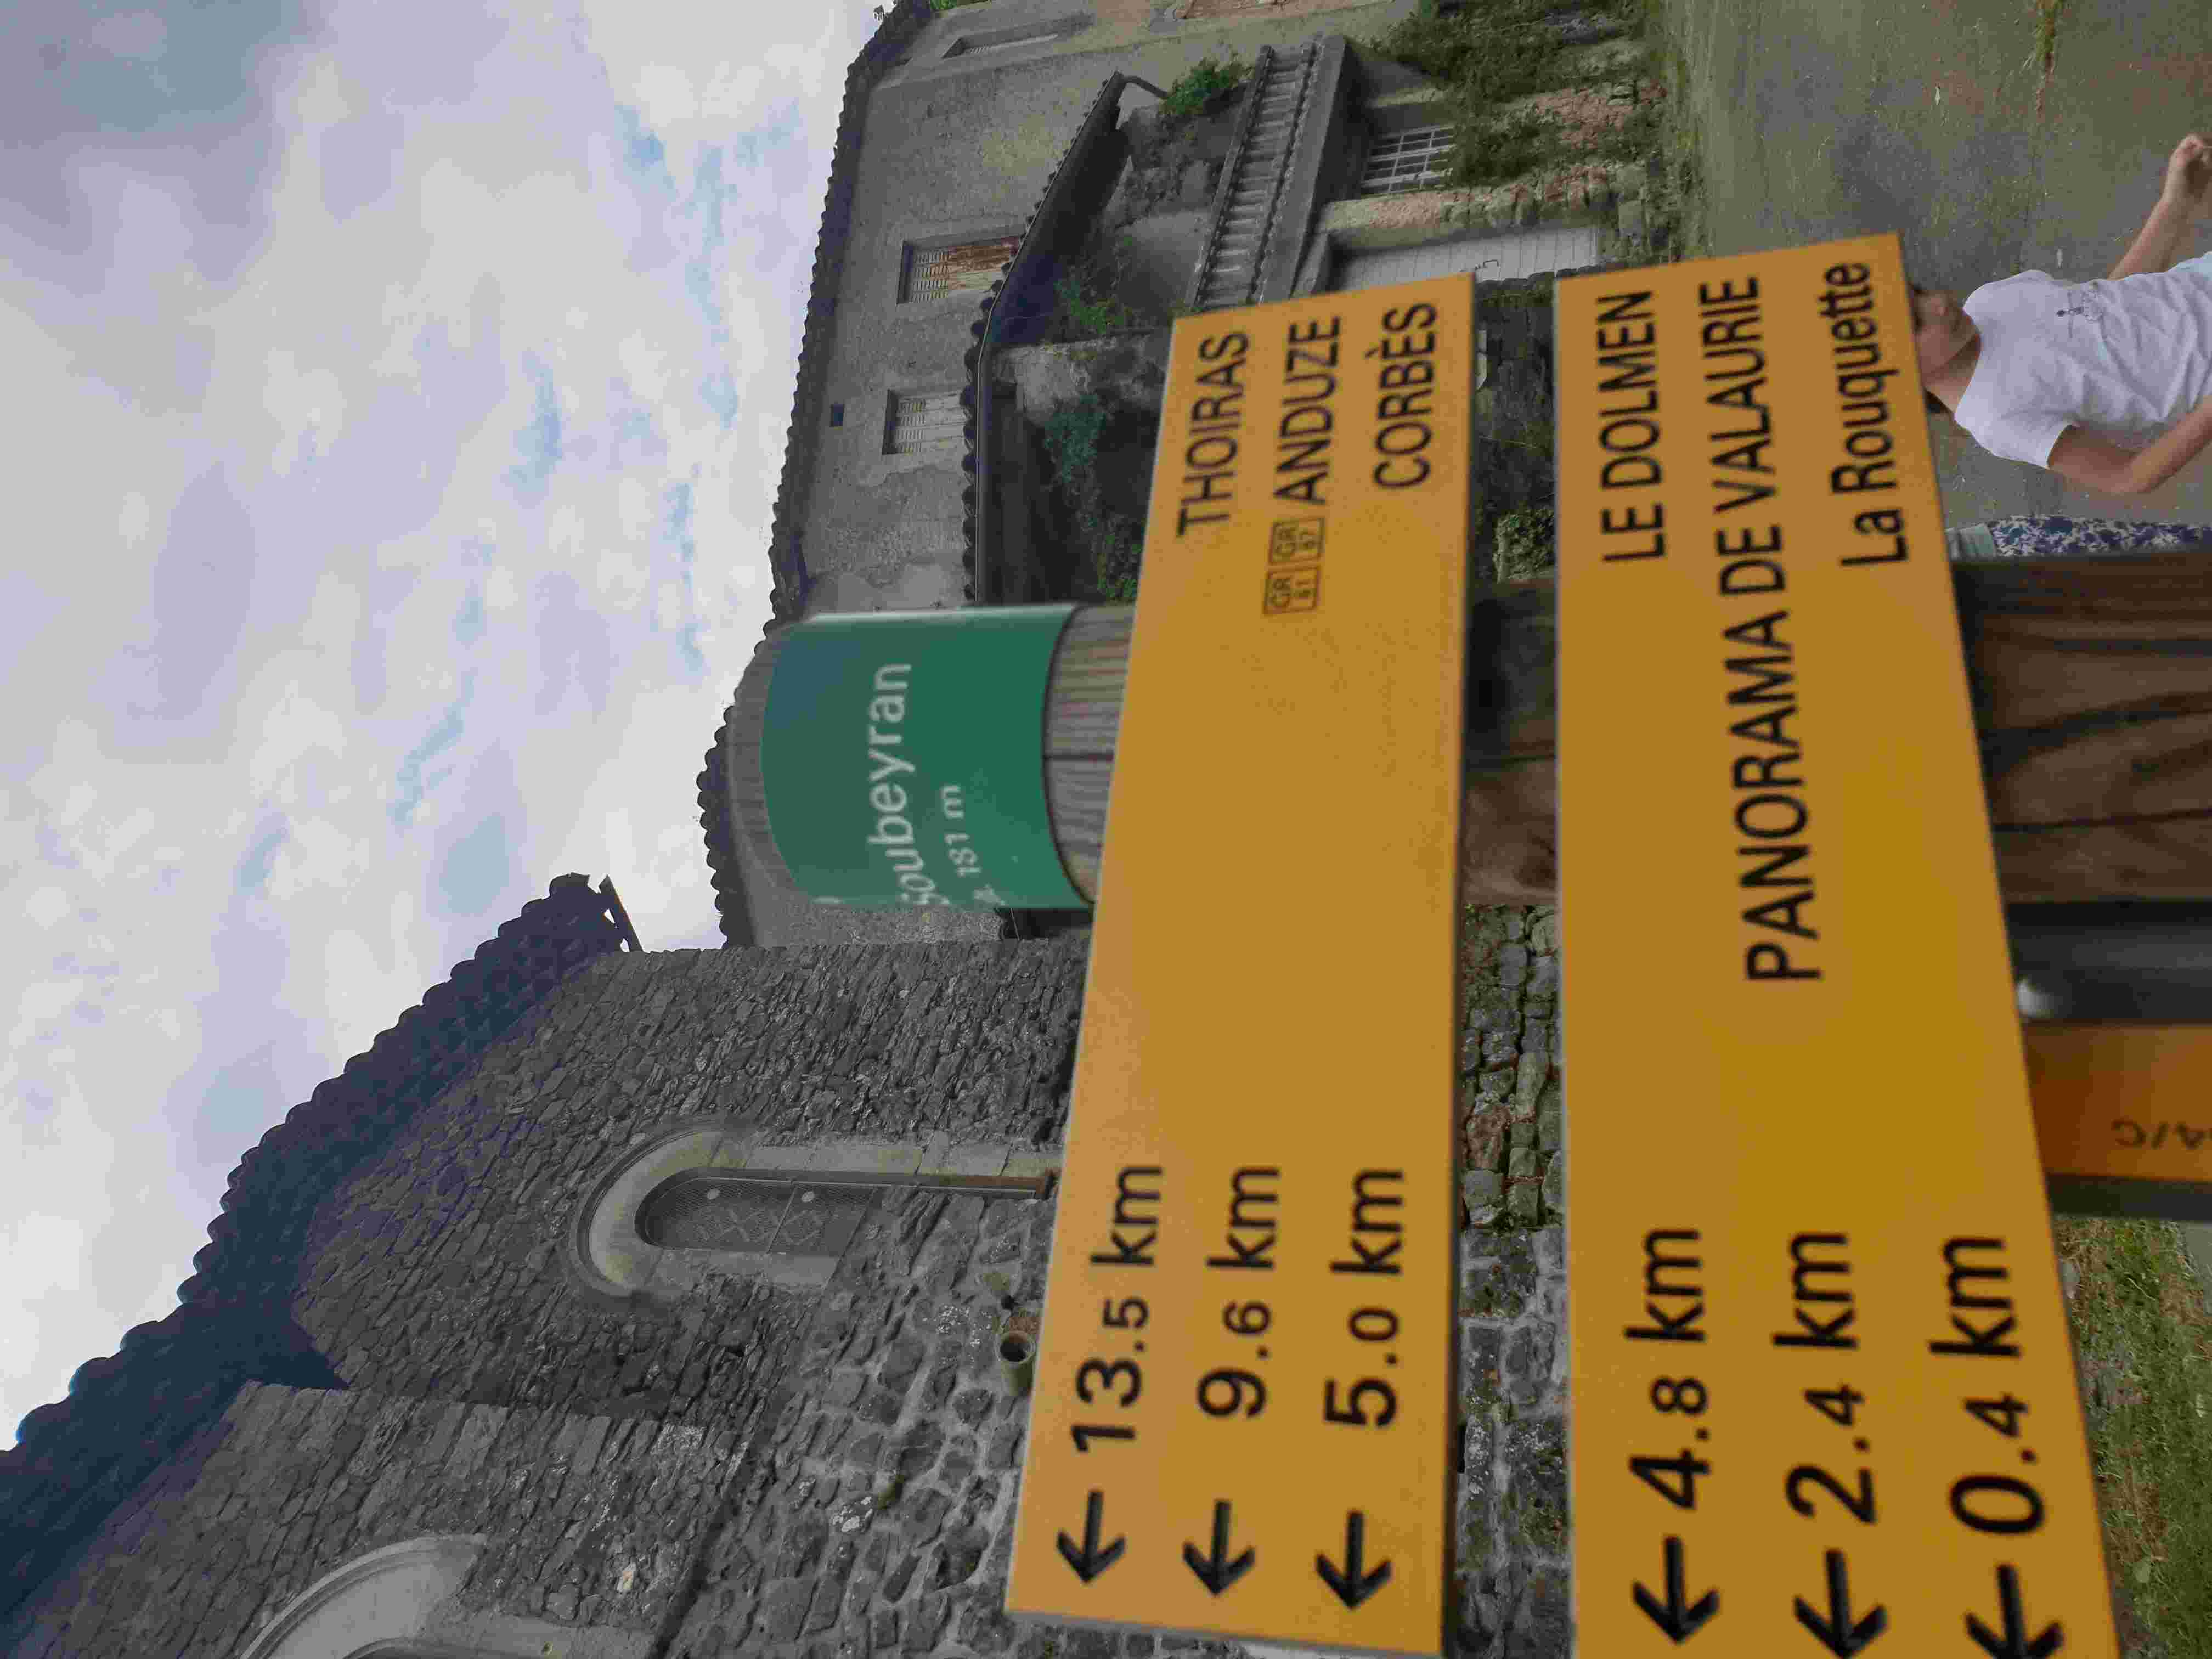 Soubeyran
alt. 181 m
← 13.5 km THOIRAS
← 9.6 km GR 61 GR 67 ANDUZE
← 5.0 km CORBÈS
← 4.8 km LE DOLMEN
← 2.4 km PANORAMA DE VALAURIE
← 0.4 km La Rouquette